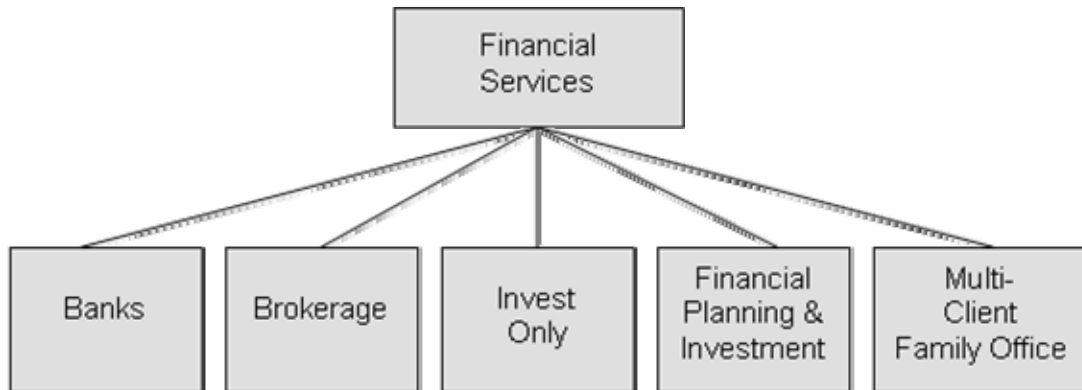 Financial
Services
Banks
Brokerage
Invest
Only
Financial
Planning &
Investment
Multi-
Client
Family Office